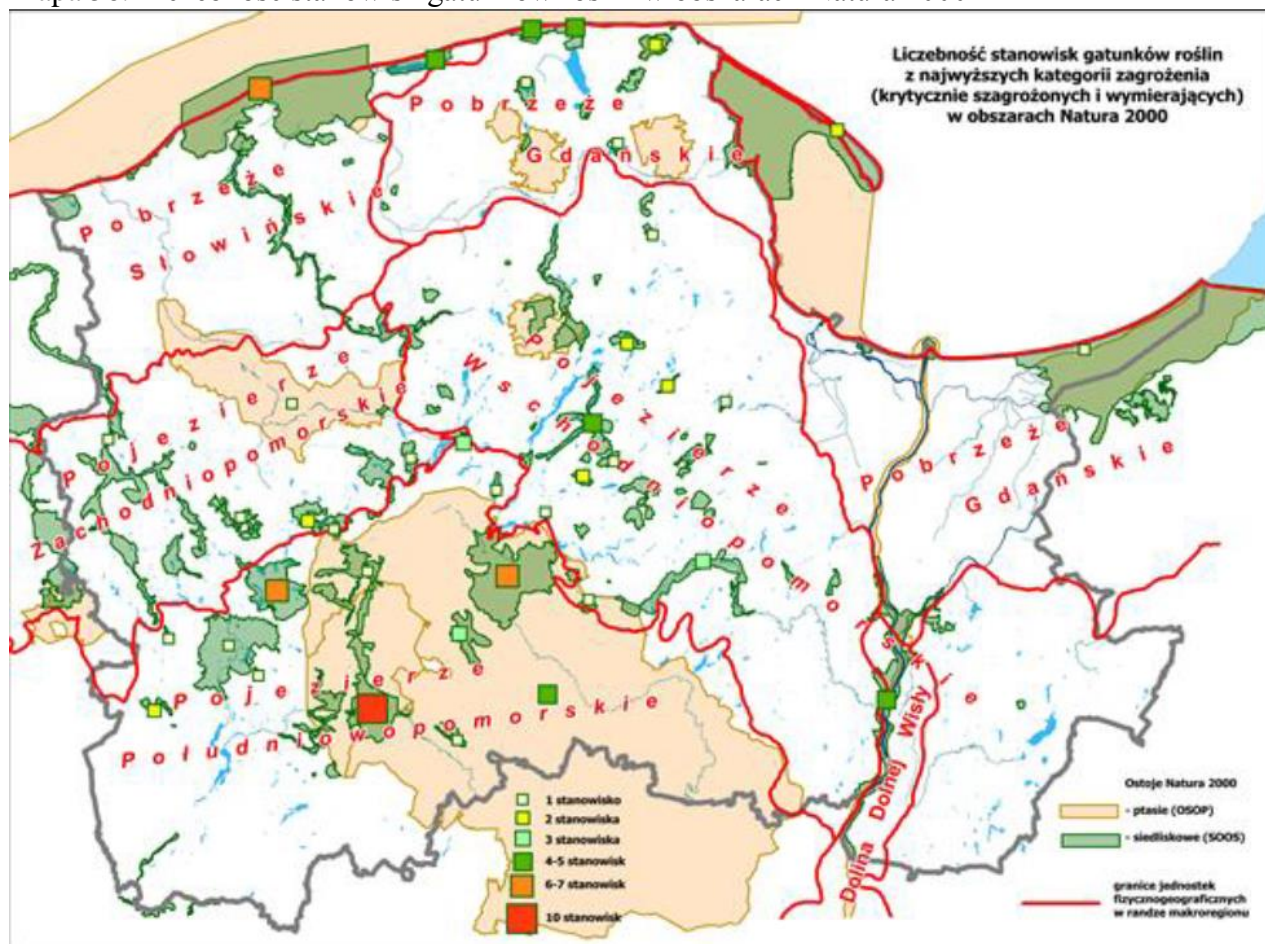 Liczebność stanowisk gatunków roślin
z najwyższych kategorii zagrożenia
(krytycznie szagrożonych i wymierających)
w obszarach Natura 2000
Pobrzeże
Gdańskie
Pobrzeże
Słowińskie
Pojezierze
Zachodniopomorskie
Pojezierze
Wschodniopomorskie
Pobrzeże
Gdańskie
Pojezierze
Południowopomorskie
Dolina Dolnej Wisły
1 stanowisko
2 stanowiska
3 stanowiska
4-5 stanowisk
6-7 stanowisk
10 stanowisk
Ostoje Natura 2000
- ptasie (OSOP)
- siedliskowe (SOOS)
granice jednostek
fizycznogeograficznych
w randze makroregionu